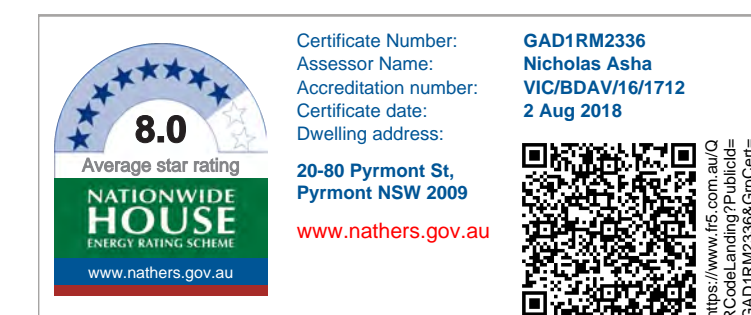 8.0
Average star rating
NATIONWIDE
HOUSE
ENERGY RATING SCHEME
www.nathers.gov.au
Certificate Number: GAD1RM2336
Assessor Name: Nicholas Asha
Accreditation number: VIC/BDAV/16/1712
Certificate date: 2 Aug 2018
Dwelling address:
20-80 Pyrmont St,
Pyrmont NSW 2009
www.nathers.gov.au
https://www.fr5.com.au/Q
RCodeLanding?PublicId=
GAD1RM2336&GrpCert=